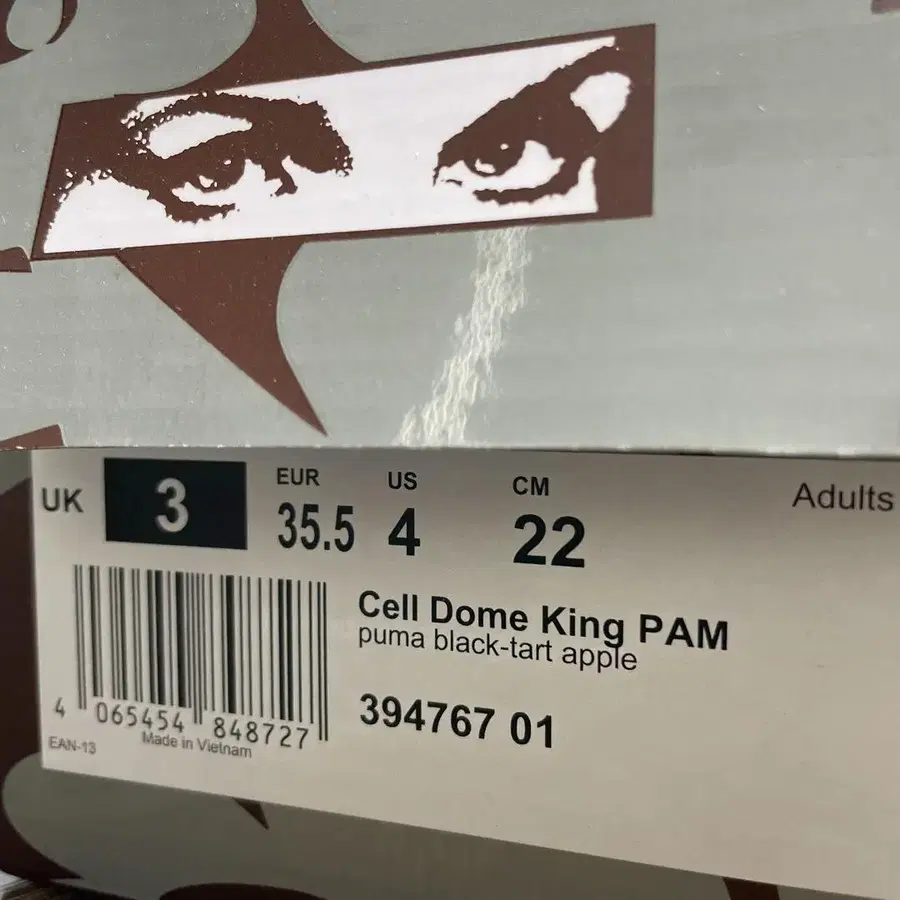 UK 3 EUR 35.5 US 4 CM 22 Adults
Cell Dome King PAM
puma black-tart apple
394767 01
4 065454 848727
EAN-13 Made in Vietnam